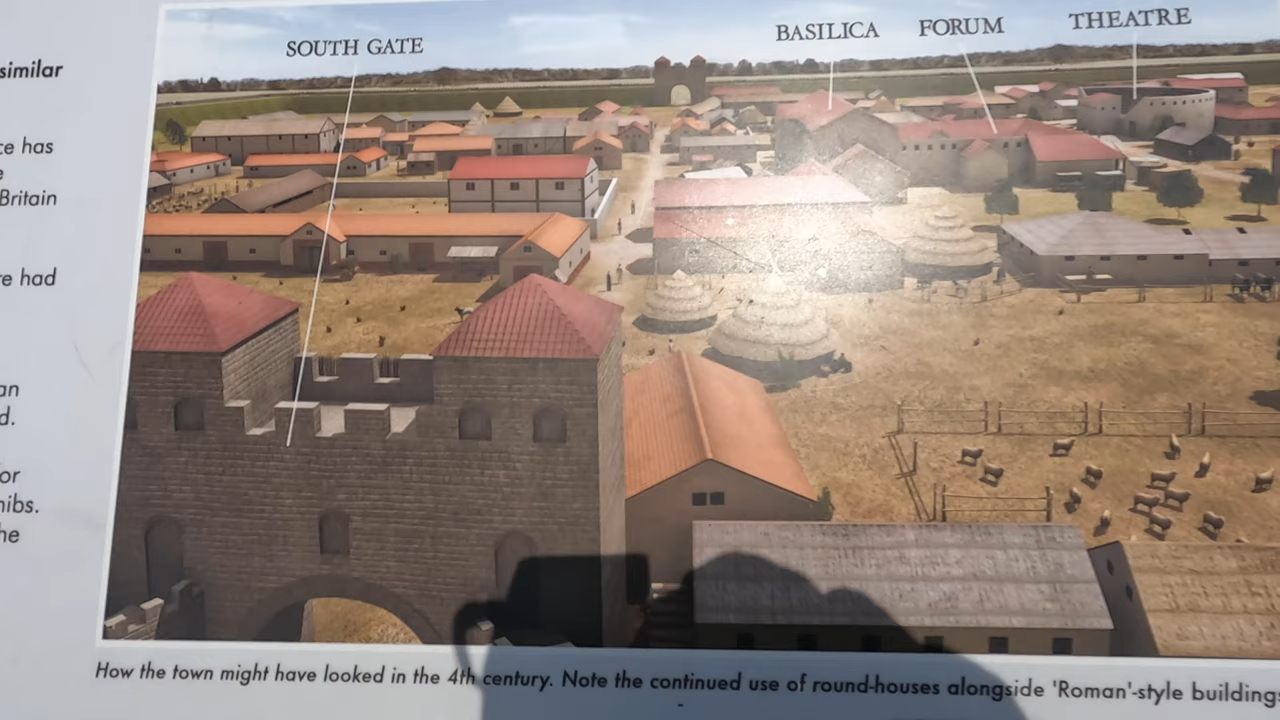 similar
ce has
e
Britain
re had
an
d.
or
nibs.
he
SOUTH GATE
BASILICA
FORUM
THEATRE
How the town might have looked in the 4th century. Note the continued use of round-houses alongside 'Roman'-style buildings